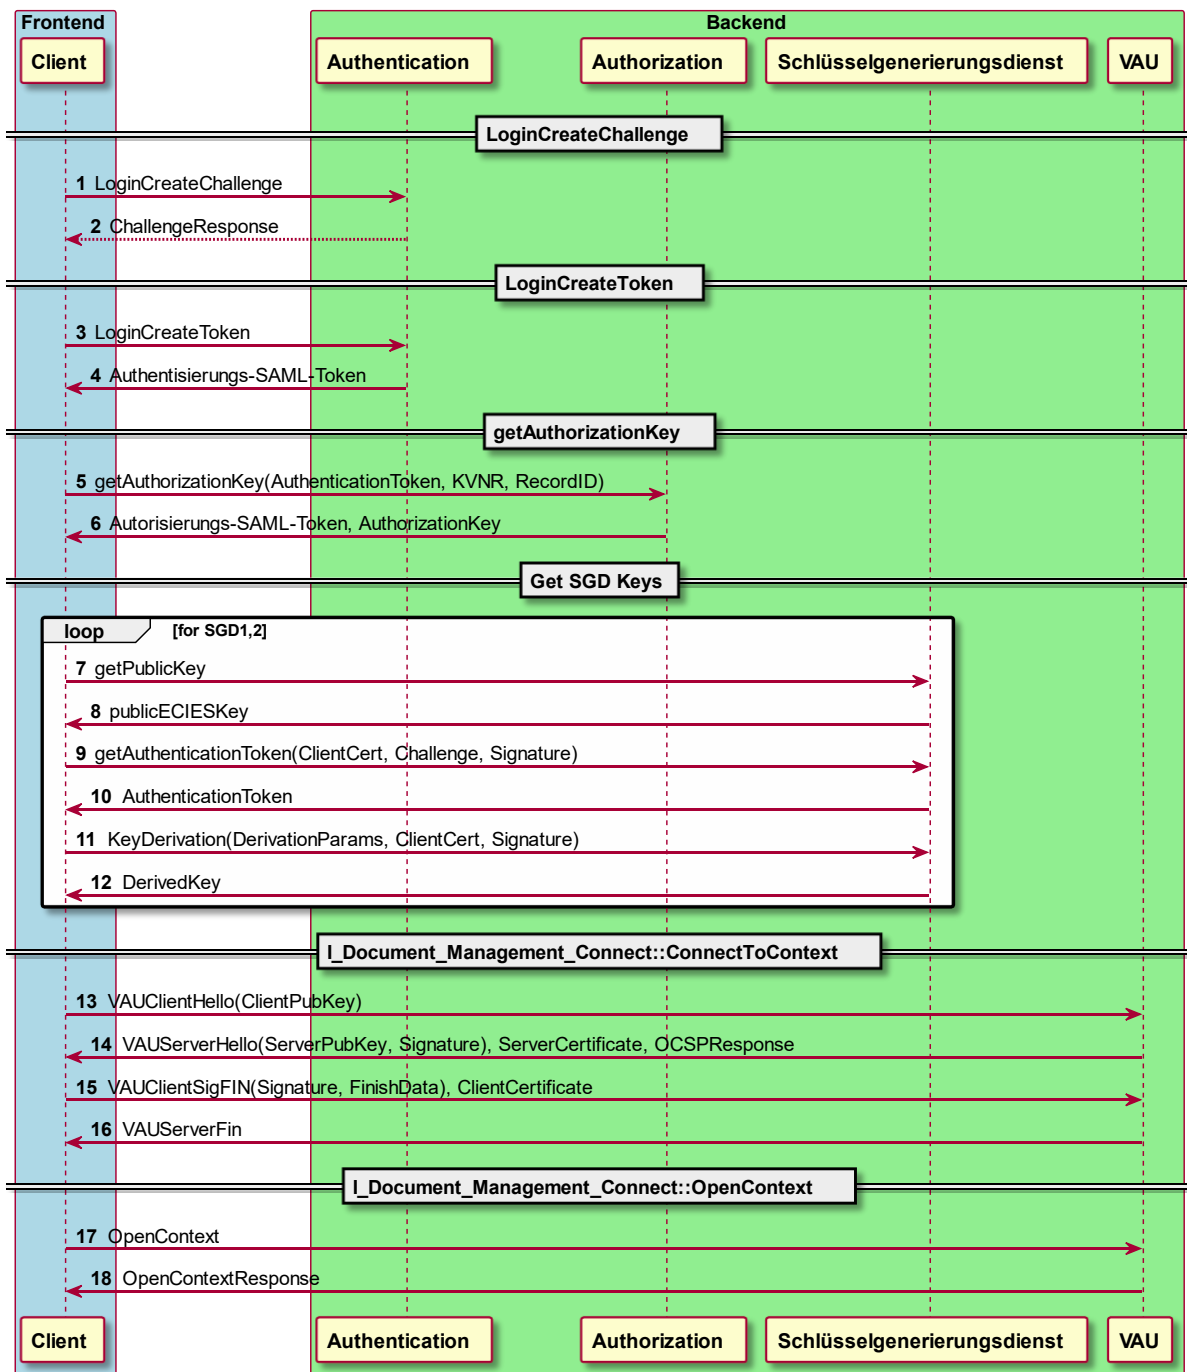 Frontend
Backend
Client
Authentication
Authorization
Schlüsselgenerierungsdienst
VAU
LoginCreateChallenge
1 LoginCreateChallenge
2 ChallengeResponse
LoginCreateToken
3 LoginCreateToken
4 Authentisierungs-SAML-Token
getAuthorizationKey
5 getAuthorizationKey(AuthenticationToken, KVNR, RecordID)
6 Autorisierungs-SAML-Token, AuthorizationKey
Get SGD Keys
loop [for SGD1,2]
7 getPublicKey
8 publicECIESKey
9 getAuthenticationToken(ClientCert, Challenge, Signature)
10 AuthenticationToken
11 KeyDerivation(DerivationParams, ClientCert, Signature)
12 DerivedKey
I_Document_Management_Connect::ConnectToContext
13 VAUClientHello(ClientPubKey)
14 VAUServerHello(ServerPubKey, Signature), ServerCertificate, OCSPResponse
15 VAUClientSigFIN(Signature, FinishData), ClientCertificate
16 VAUServerFin
I_Document_Management_Connect::OpenContext
17 OpenContext
18 OpenContextResponse
Client
Authentication
Authorization
Schlüsselgenerierungsdienst
VAU